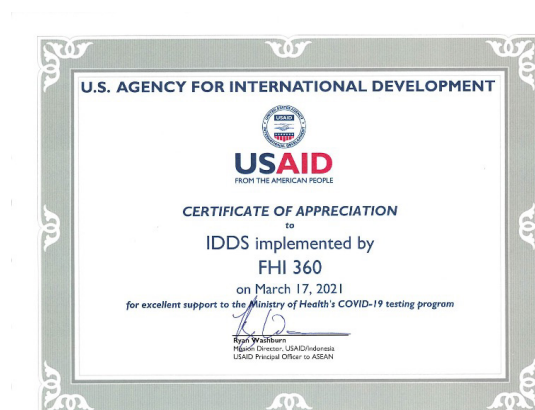 U.S. AGENCY FOR INTERNATIONAL DEVELOPMENT
USAID
USAID
FROM THE AMERICAN PEOPLE
CERTIFICATE OF APPRECIATION
to
IDDS implemented by
FHI 360
on March 17, 2021
for excellent support to the Ministry of Health's COVID-19 testing program
Ryan Washburn
Mission Director, USAID/Indonesia
USAID Principal Officer to ASEAN